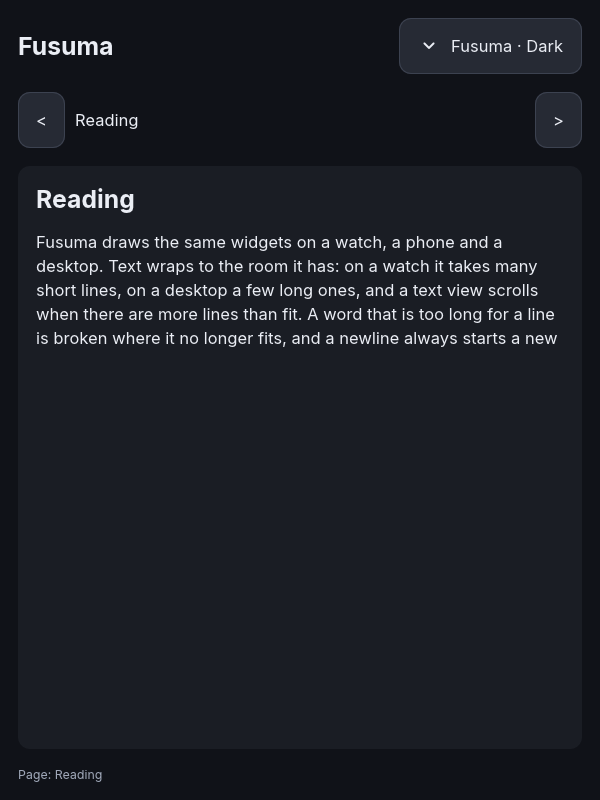 Fusuma
Fusuma · Dark
<
Reading
>
Reading
Fusuma draws the same widgets on a watch, a phone and a
desktop. Text wraps to the room it has: on a watch it takes many
short lines, on a desktop a few long ones, and a text view scrolls
when there are more lines than fit. A word that is too long for a line
is broken where it no longer fits, and a newline always starts a new
Page: Reading